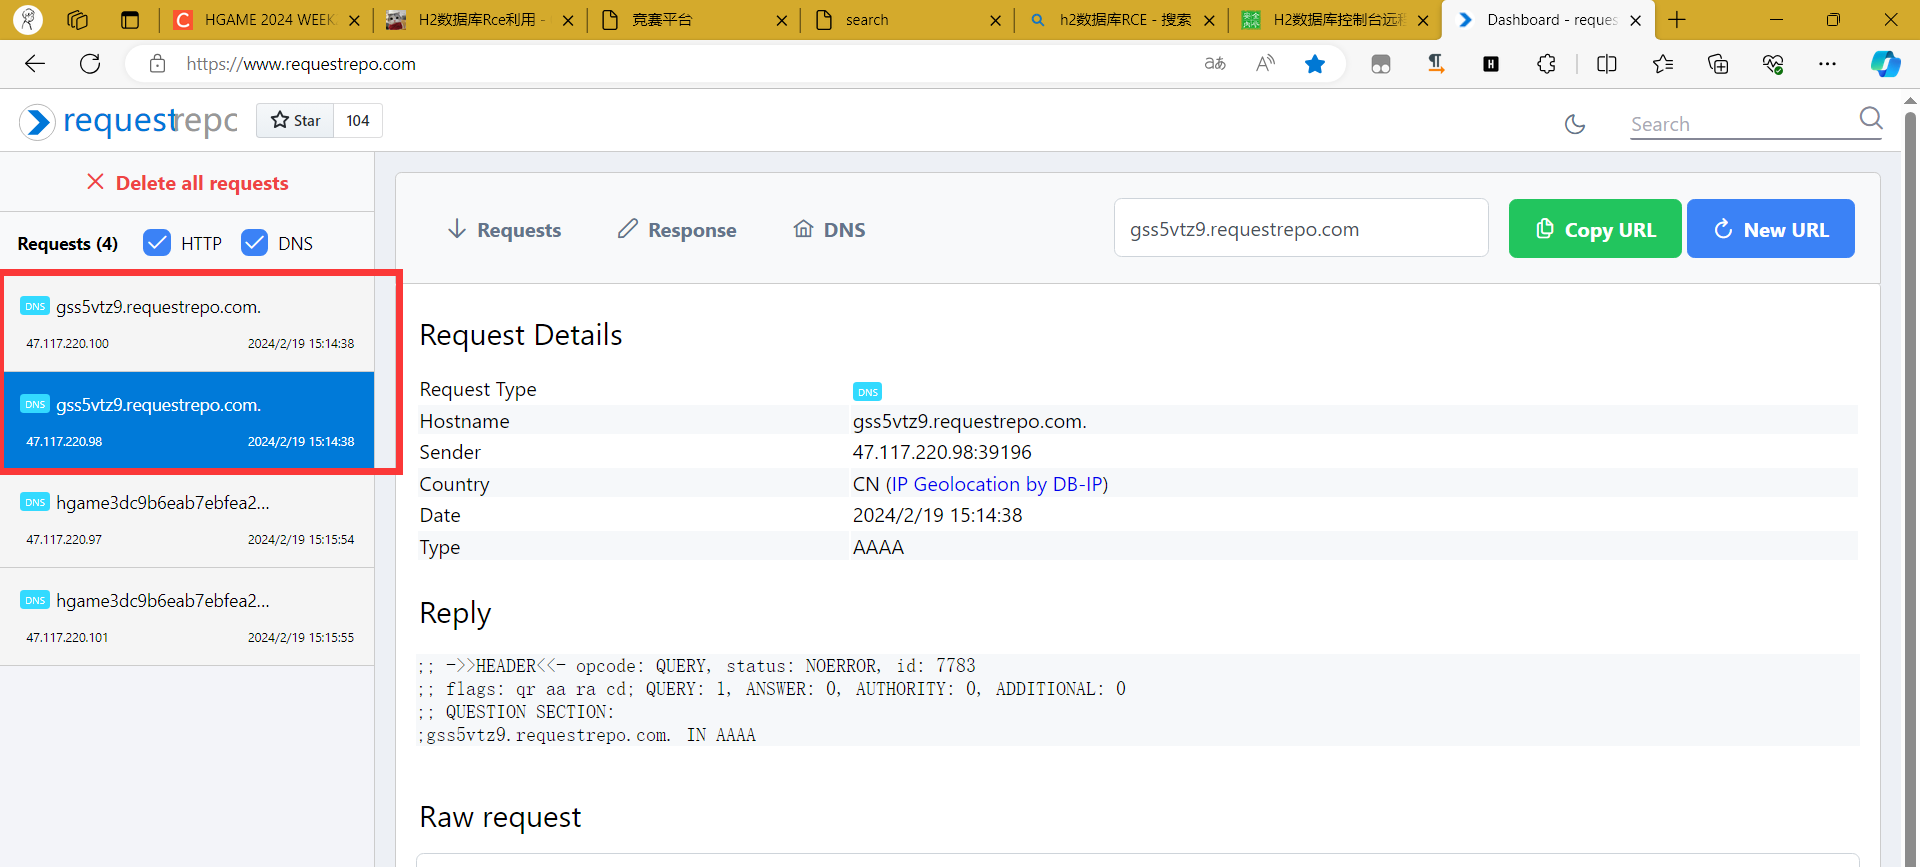 HGAME 2024 WEEK
H2数据库Rce利用 -
竞赛平台
search
h2数据库RCE - 搜索
H2数据库控制台远程
Dashboard - reques
https://www.requestrepo.com
requestrepo
Star
104
Search
Delete all requests
Requests (4)
HTTP
DNS
DNS gss5vtz9.requestrepo.com.
47.117.220.100 2024/2/19 15:14:38
DNS gss5vtz9.requestrepo.com.
47.117.220.98 2024/2/19 15:14:38
DNS hgame3dc9b6eab7ebfea2...
47.117.220.97 2024/2/19 15:15:54
DNS hgame3dc9b6eab7ebfea2...
47.117.220.101 2024/2/19 15:15:55
Requests
Response
DNS
gss5vtz9.requestrepo.com
Copy URL
New URL
Request Details
Request Type DNS
Hostname gss5vtz9.requestrepo.com.
Sender 47.117.220.98:39196
Country CN (IP Geolocation by DB-IP)
Date 2024/2/19 15:14:38
Type AAAA
Reply
;; ->>HEADER<<- opcode: QUERY, status: NOERROR, id: 7783
;; flags: qr aa ra cd; QUERY: 1, ANSWER: 0, AUTHORITY: 0, ADDITIONAL: 0
;; QUESTION SECTION:
;gss5vtz9.requestrepo.com. IN AAAA
Raw request